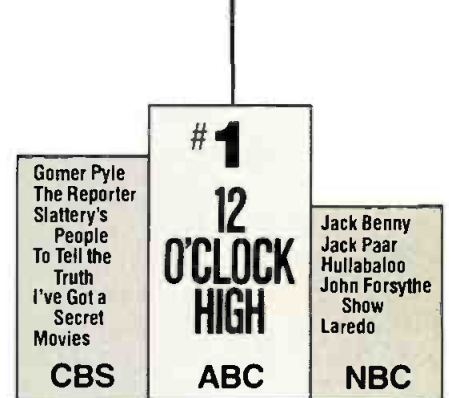 Gomer Pyle
The Reporter
Slattery's
People
To Tell the
Truth
I've Got a
Secret
Movies
CBS
#1
12
O'CLOCK
HIGH
ABC
Jack Benny
Jack Paar
Hullabaloo
John Forsythe
Show
Laredo
NBC